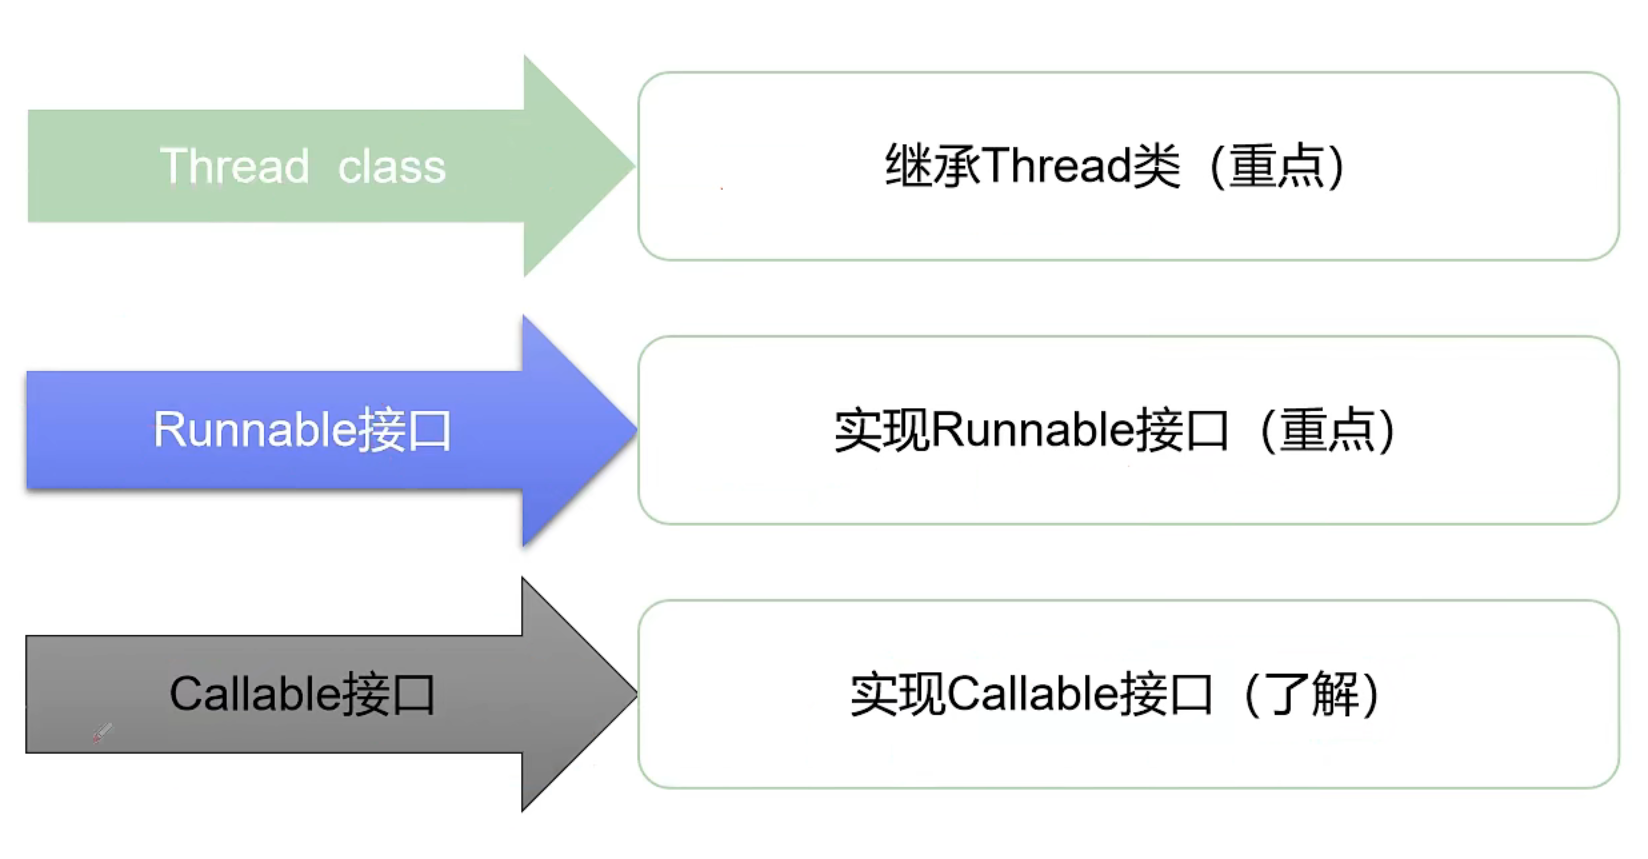 Thread class
继承Thread类（重点）
Runnable接口
实现Runnable接口（重点）
Callable接口
实现Callable接口（了解）